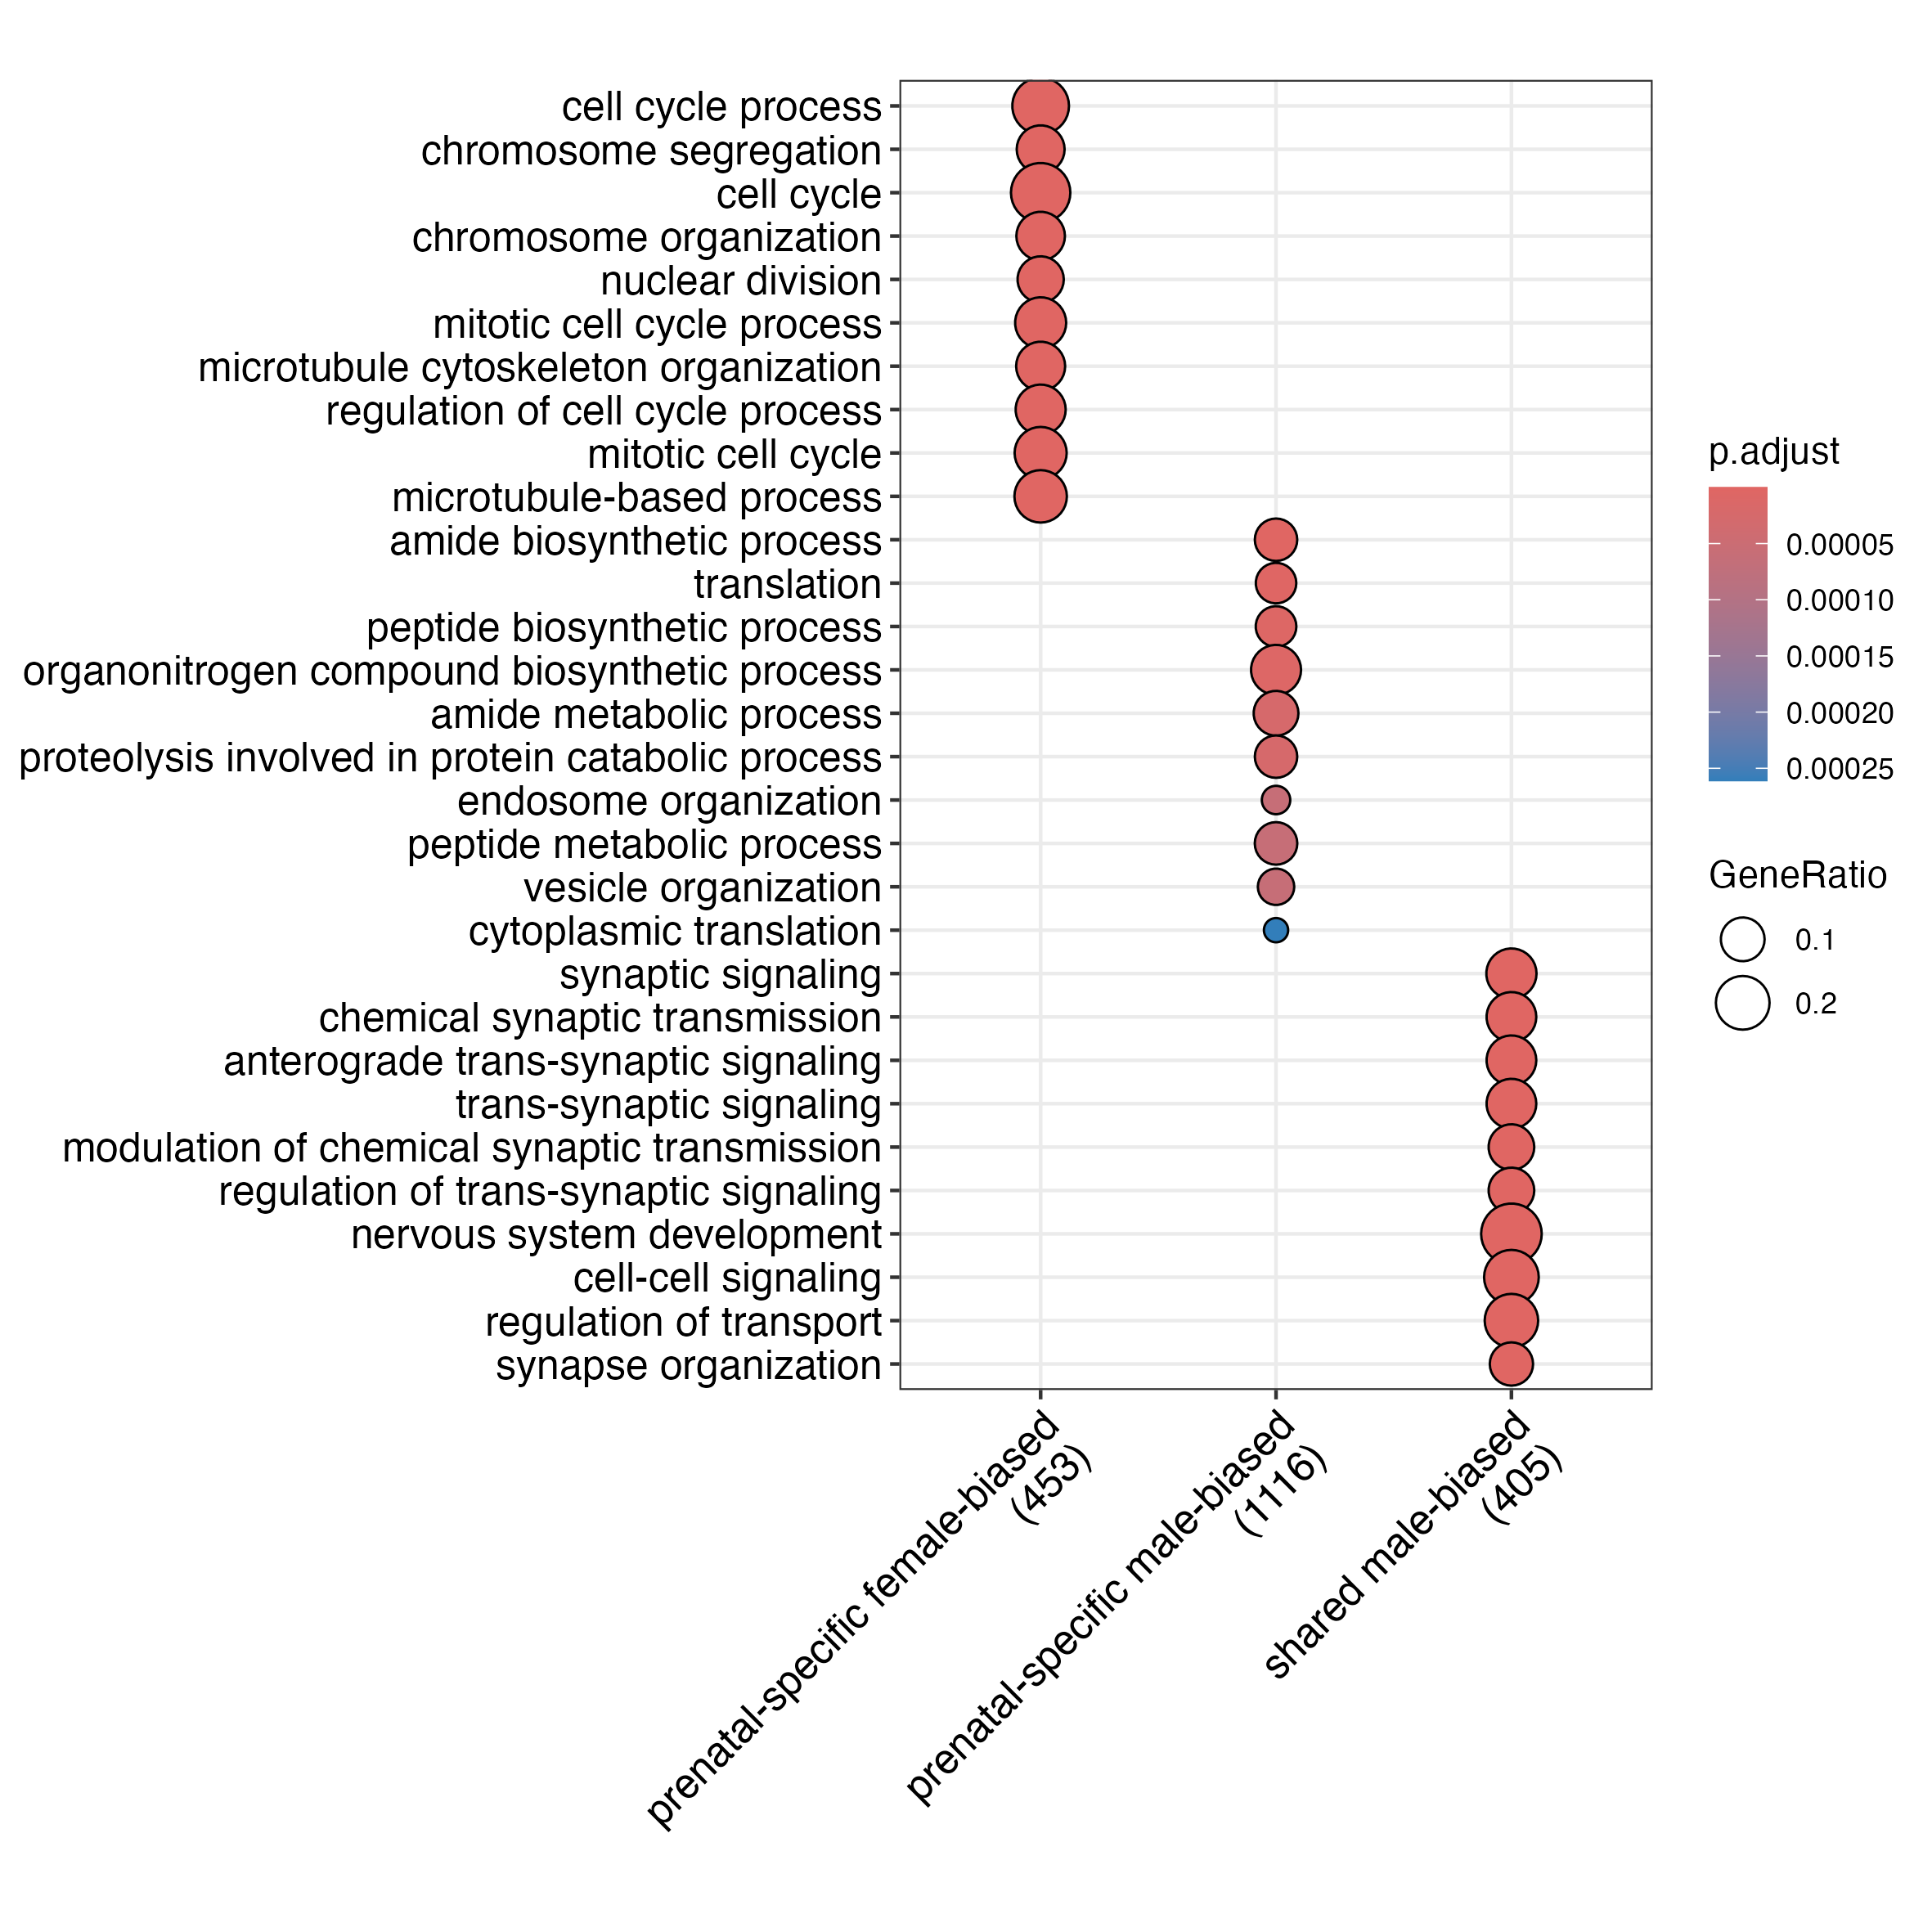 cell cycle process
chromosome segregation
cell cycle
chromosome organization
nuclear division
mitotic cell cycle process
microtubule cytoskeleton organization
regulation of cell cycle process
mitotic cell cycle
microtubule-based process
amide biosynthetic process
translation
peptide biosynthetic process
organonitrogen compound biosynthetic process
amide metabolic process
proteolysis involved in protein catabolic process
endosome organization
peptide metabolic process
vesicle organization
cytoplasmic translation
synaptic signaling
chemical synaptic transmission
anterograde trans-synaptic signaling
trans-synaptic signaling
modulation of chemical synaptic transmission
regulation of trans-synaptic signaling
nervous system development
cell-cell signaling
regulation of transport
synapse organization
prenatal-specific female-biased
(453)
prenatal-specific male-biased
(1116)
shared male-biased
(405)
p.adjust
0.00005
0.00010
0.00015
0.00020
0.00025
GeneRatio
0.1
0.2